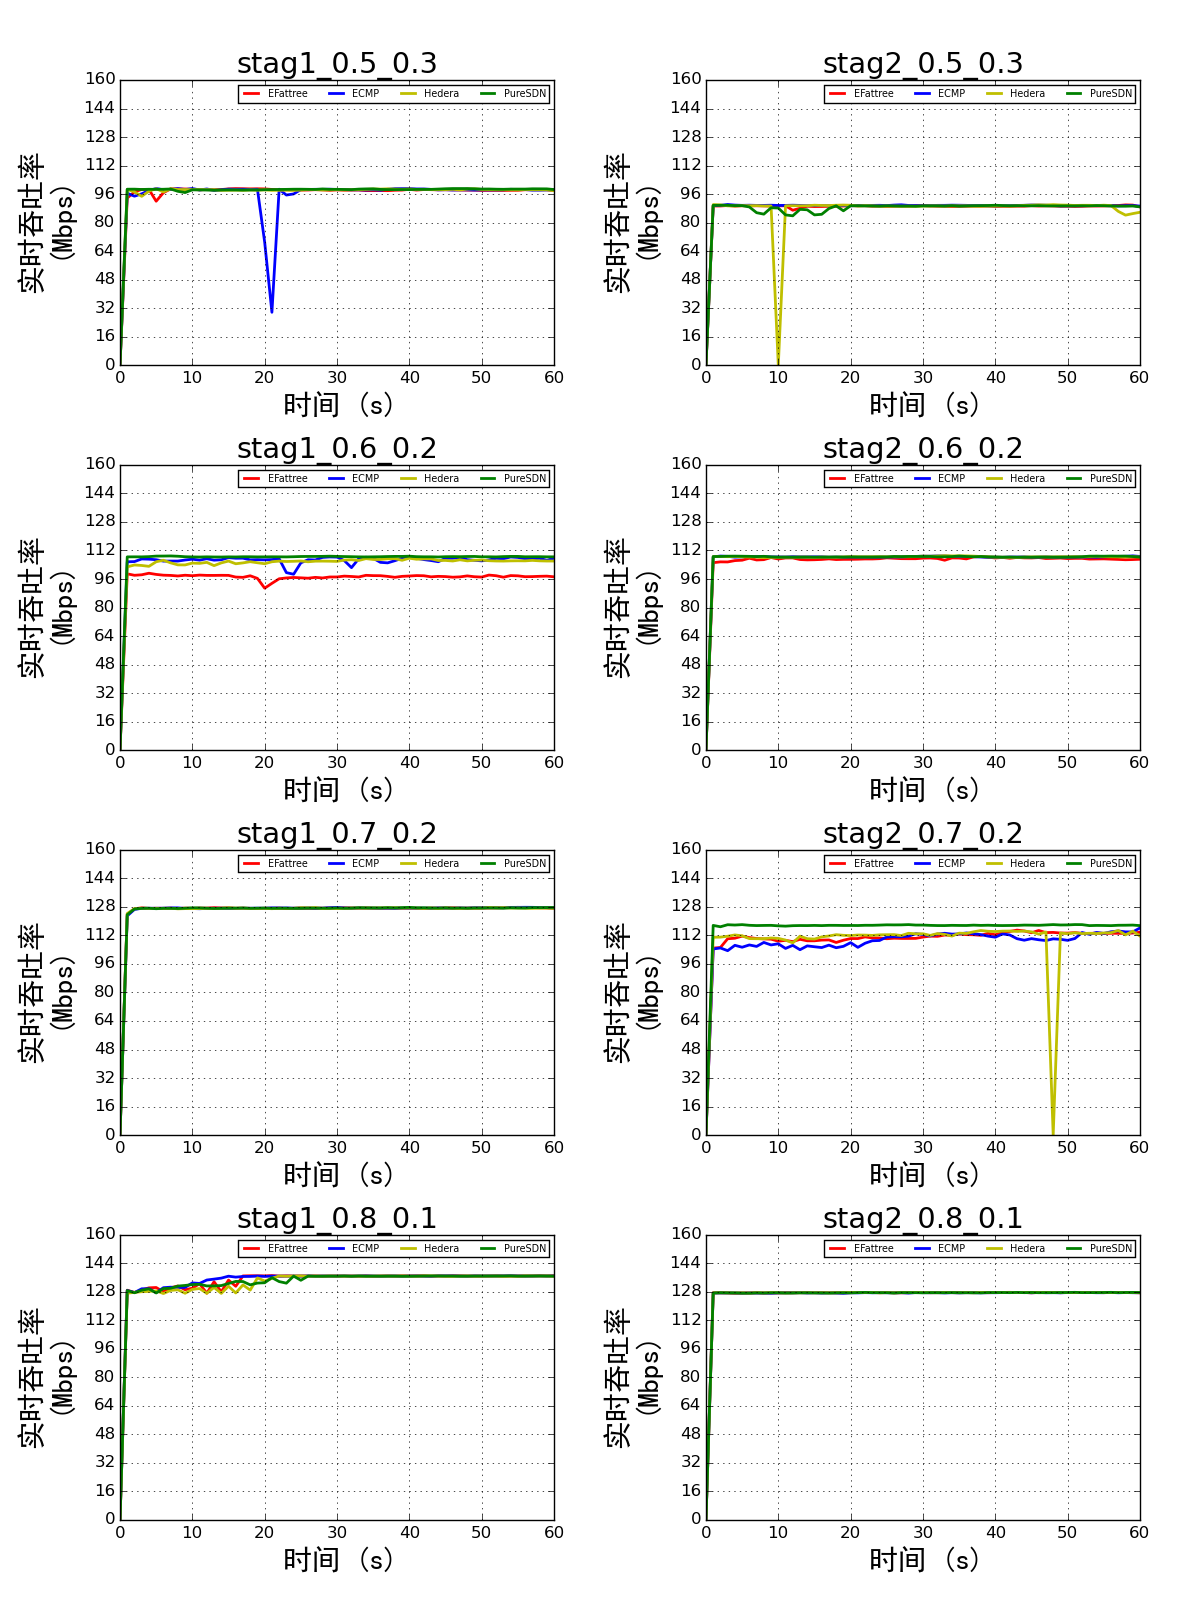 stag1_0.5_0.3
EFattree ECMP Hedera PureSDN
实时吞吐率
(Mbps)
160
144
128
112
96
80
64
48
32
16
0
0 10 20 30 40 50 60
时间 (s)
stag2_0.5_0.3
EFattree ECMP Hedera PureSDN
实时吞吐率
(Mbps)
160
144
128
112
96
80
64
48
32
16
0
0 10 20 30 40 50 60
时间 (s)
stag1_0.6_0.2
EFattree ECMP Hedera PureSDN
实时吞吐率
(Mbps)
160
144
128
112
96
80
64
48
32
16
0
0 10 20 30 40 50 60
时间 (s)
stag2_0.6_0.2
EFattree ECMP Hedera PureSDN
实时吞吐率
(Mbps)
160
144
128
112
96
80
64
48
32
16
0
0 10 20 30 40 50 60
时间 (s)
stag1_0.7_0.2
EFattree ECMP Hedera PureSDN
实时吞吐率
(Mbps)
160
144
128
112
96
80
64
48
32
16
0
0 10 20 30 40 50 60
时间 (s)
stag2_0.7_0.2
EFattree ECMP Hedera PureSDN
实时吞吐率
(Mbps)
160
144
128
112
96
80
64
48
32
16
0
0 10 20 30 40 50 60
时间 (s)
stag1_0.8_0.1
EFattree ECMP Hedera PureSDN
实时吞吐率
(Mbps)
160
144
128
112
96
80
64
48
32
16
0
0 10 20 30 40 50 60
时间 (s)
stag2_0.8_0.1
EFattree ECMP Hedera PureSDN
实时吞吐率
(Mbps)
160
144
128
112
96
80
64
48
32
16
0
0 10 20 30 40 50 60
时间 (s)